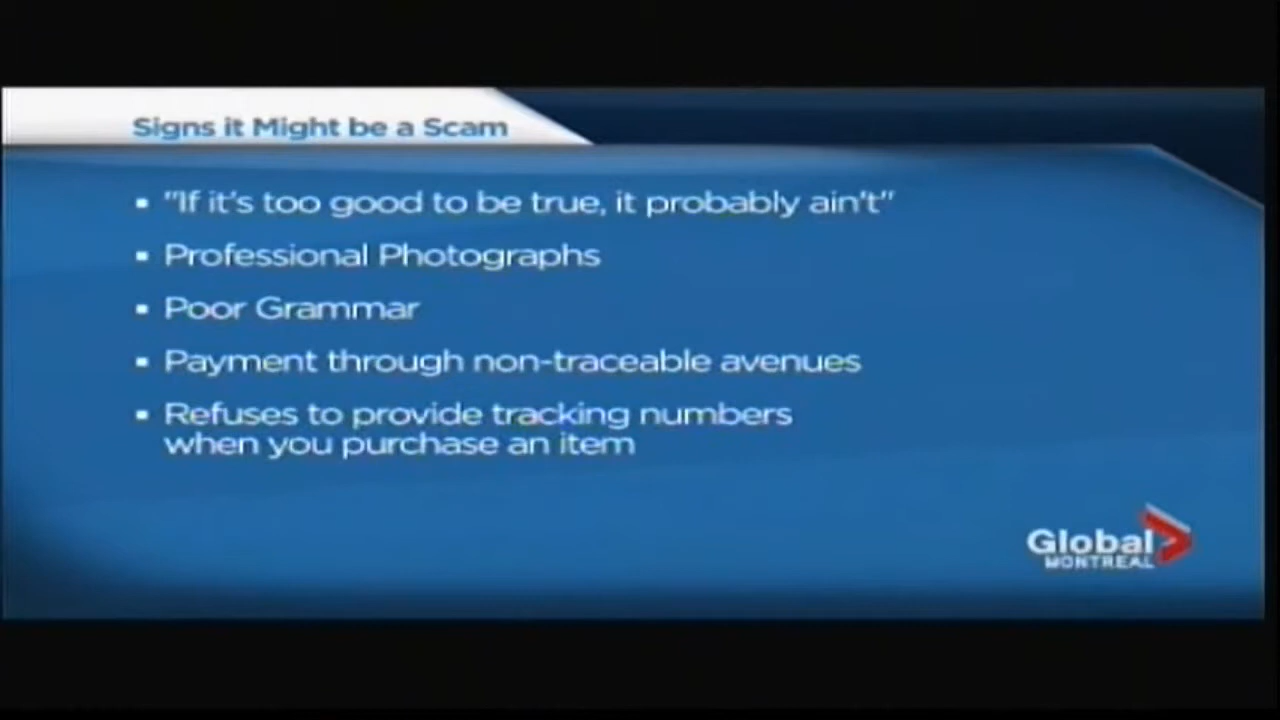 Signs it Might be a Scam
▪ "If it's too good to be true, it probably ain't"
▪ Professional Photographs
▪ Poor Grammar
▪ Payment through non-traceable avenues
▪ Refuses to provide tracking numbers
when you purchase an item
Global
MONTREAL